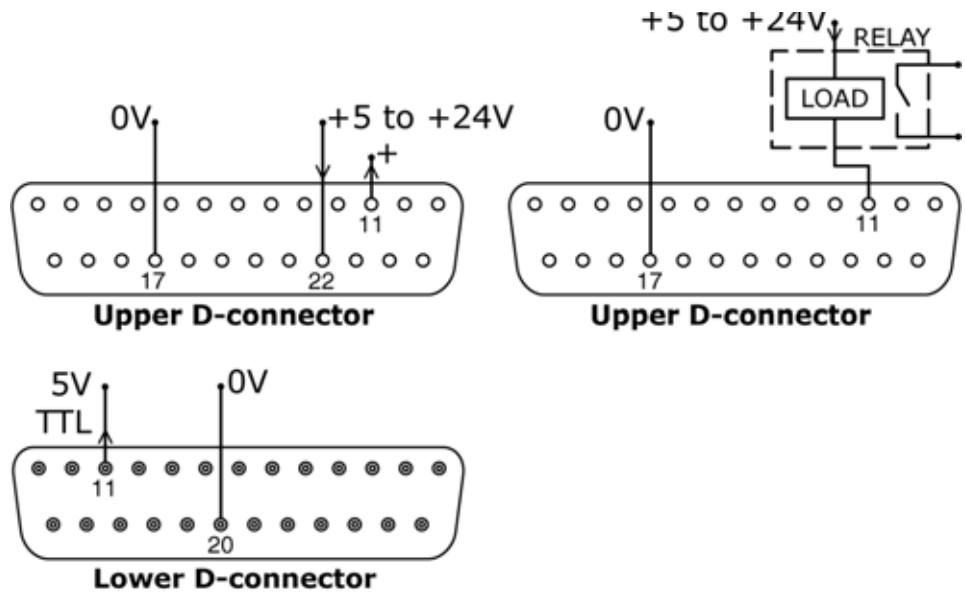 +5 to +24V
RELAY
LOAD
0V
+5 to +24V
+
0V
11
11
17
22
17
Upper D-connector
Upper D-connector
5V
TTL
0V
11
20
Lower D-connector